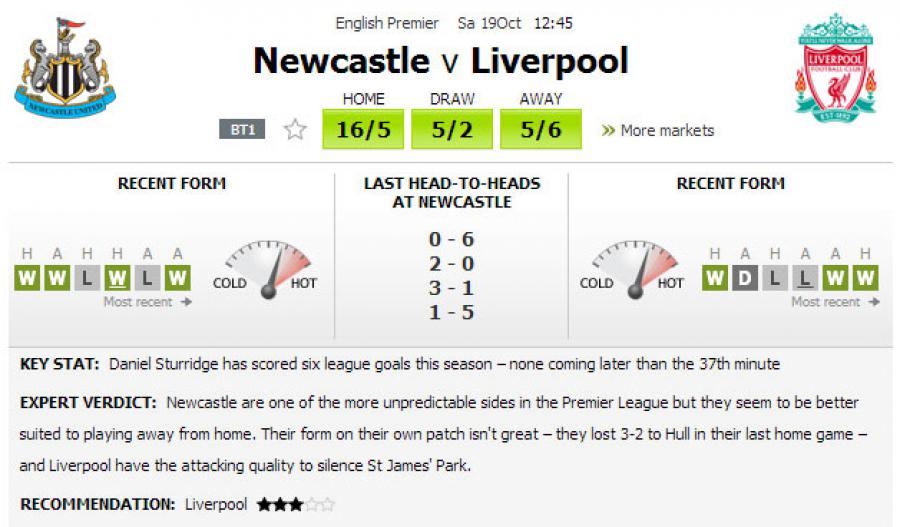 English Premier Sa 19Oct 12:45
Newcastle v Liverpool
HOME DRAW AWAY
BT1 16/5 5/2 5/6 » More markets
NEWCASTLE UNITED
YOU'LL NEVER WALK ALONE
LIVERPOOL
FOOTBALL CLUB
EST·1892
RECENT FORM
H A H H A A
W W L W L W
Most recent →
COLD HOT
LAST HEAD-TO-HEADS
AT NEWCASTLE
0 - 6
2 - 0
3 - 1
1 - 5
RECENT FORM
COLD HOT
H A H A A H
W D L L W W
Most recent →
KEY STAT: Daniel Sturridge has scored six league goals this season – none coming later than the 37th minute
EXPERT VERDICT: Newcastle are one of the more unpredictable sides in the Premier League but they seem to be better
suited to playing away from home. Their form on their own patch isn't great – they lost 3-2 to Hull in their last home game –
and Liverpool have the attacking quality to silence St James' Park.
RECOMMENDATION: Liverpool ★★★☆☆